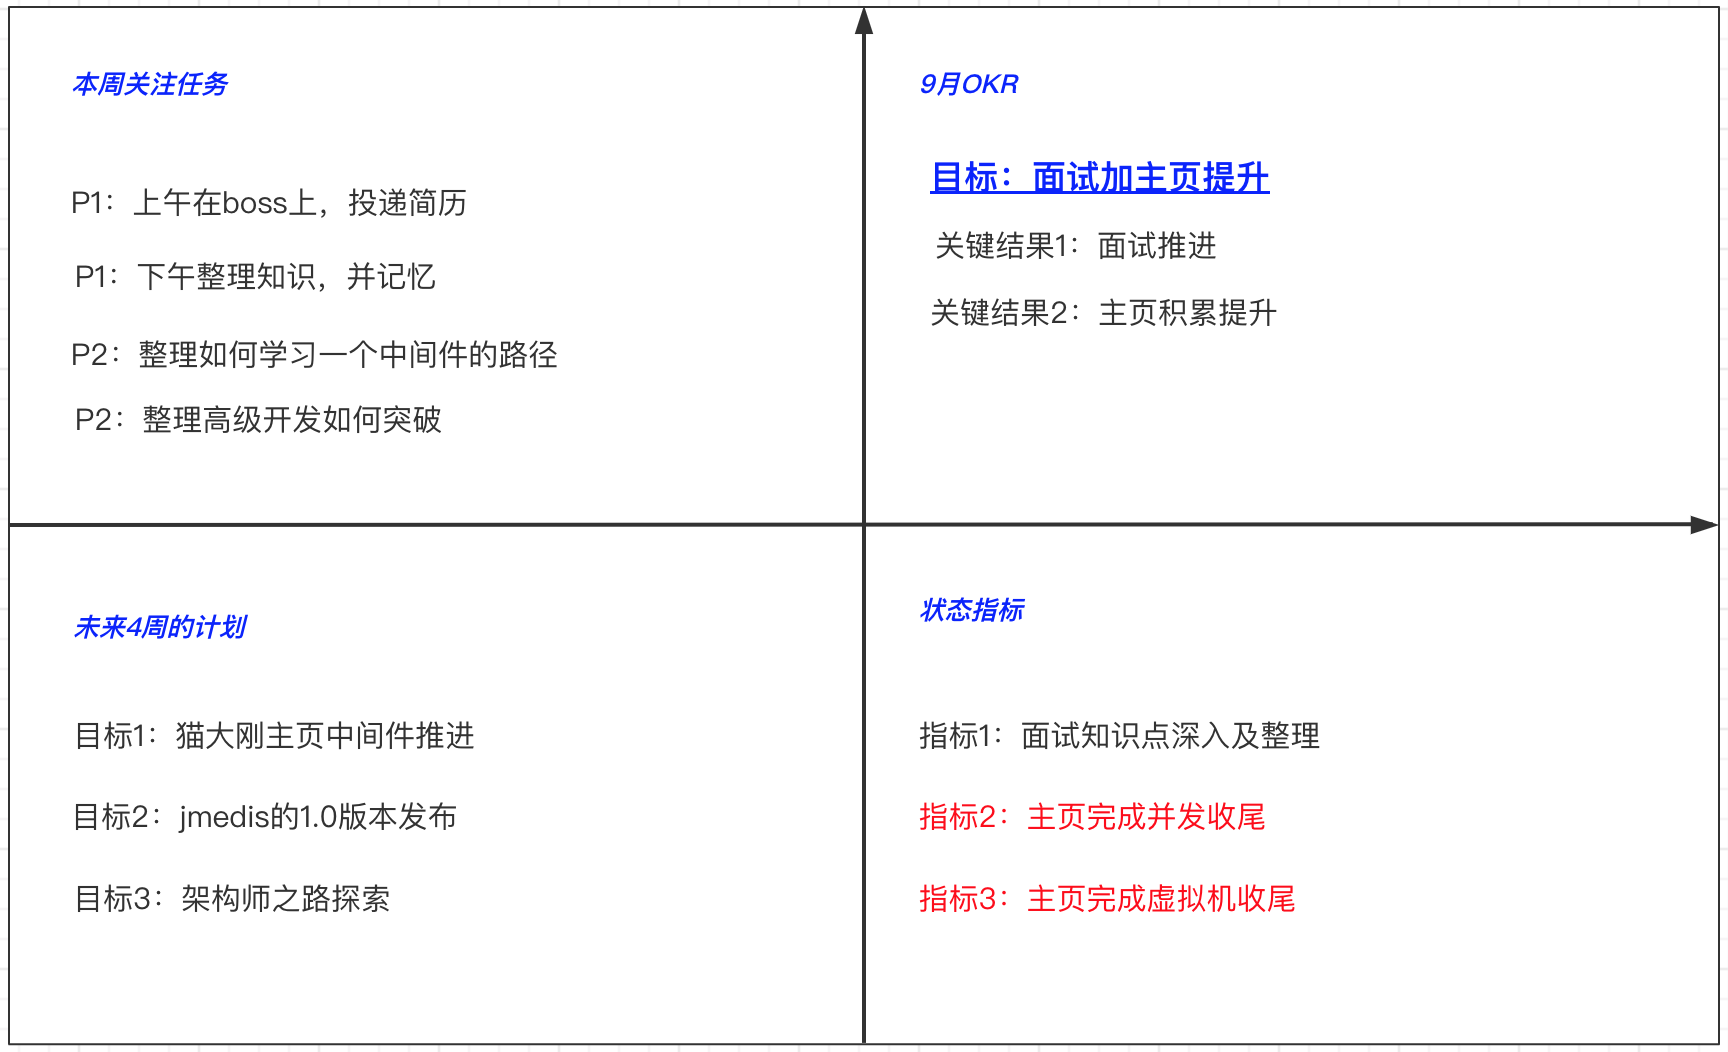 本周关注任务
P1：上午在boss上，投递简历
P1：下午整理知识，并记忆
P2：整理如何学习一个中间件的路径
P2：整理高级开发如何突破
9月OKR
目标：面试加主页提升
关键结果1：面试推进
关键结果2：主页积累提升
未来4周的计划
目标1：猫大刚主页中间件推进
目标2：jmedis的1.0版本发布
目标3：架构师之路探索
状态指标
指标1：面试知识点深入及整理
指标2：主页完成并发收尾
指标3：主页完成虚拟机收尾